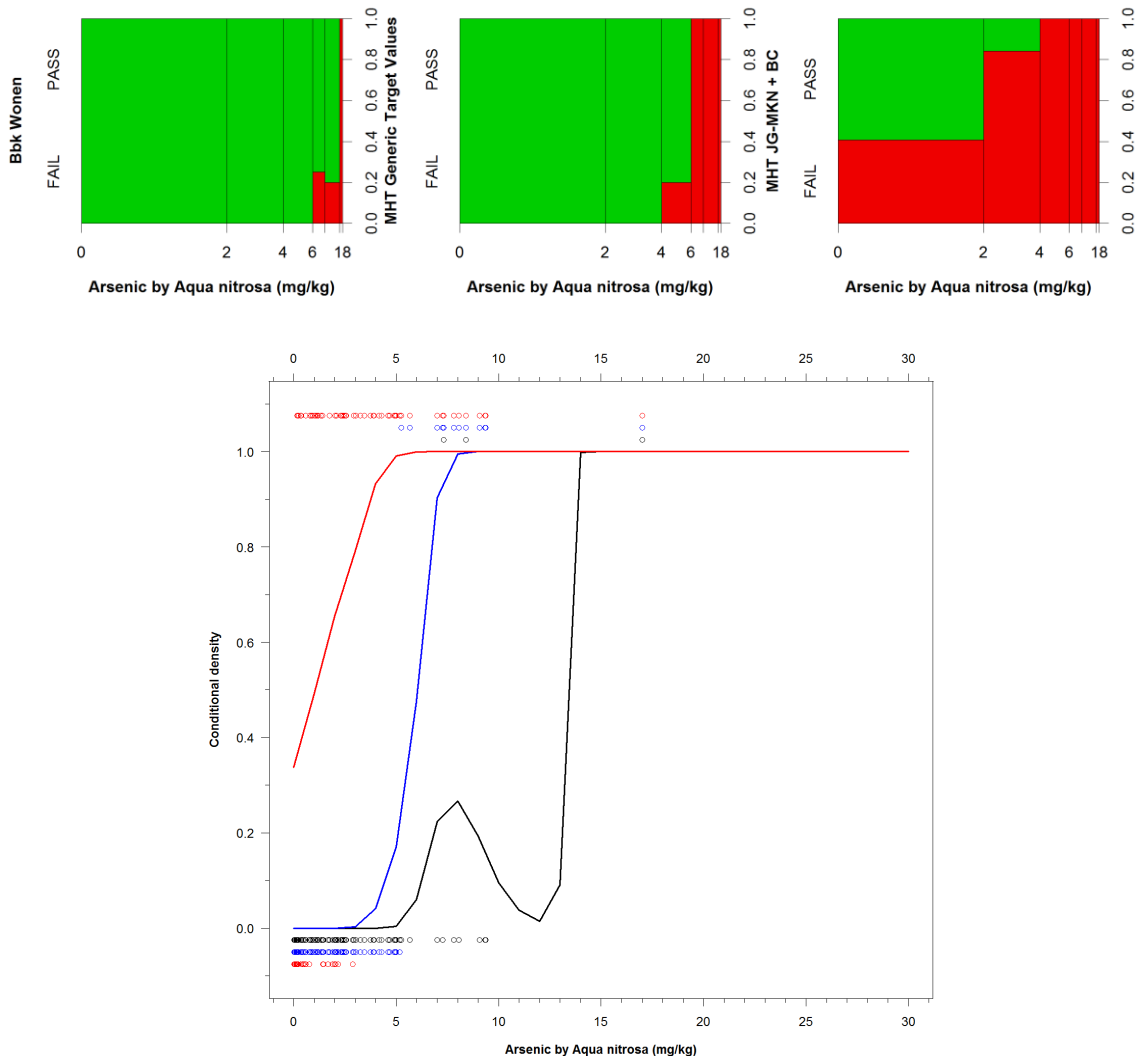 Bbk Wonen
FAIL PASS
0.0 0.2 0.4 0.6 0.8 1.0
0 2 4 6 18
Arsenic by Aqua nitrosa (mg/kg)
MHT Generic Target Values
FAIL PASS
0.0 0.2 0.4 0.6 0.8 1.0
0 2 4 6 18
Arsenic by Aqua nitrosa (mg/kg)
MHT JG-MKN + BC
FAIL PASS
0.0 0.2 0.4 0.6 0.8 1.0
0 2 4 6 18
Arsenic by Aqua nitrosa (mg/kg)
0 5 10 15 20 25 30
1.0
0.8
0.6
0.4
0.2
0.0
Conditional density
0 5 10 15 20 25 30
Arsenic by Aqua nitrosa (mg/kg)